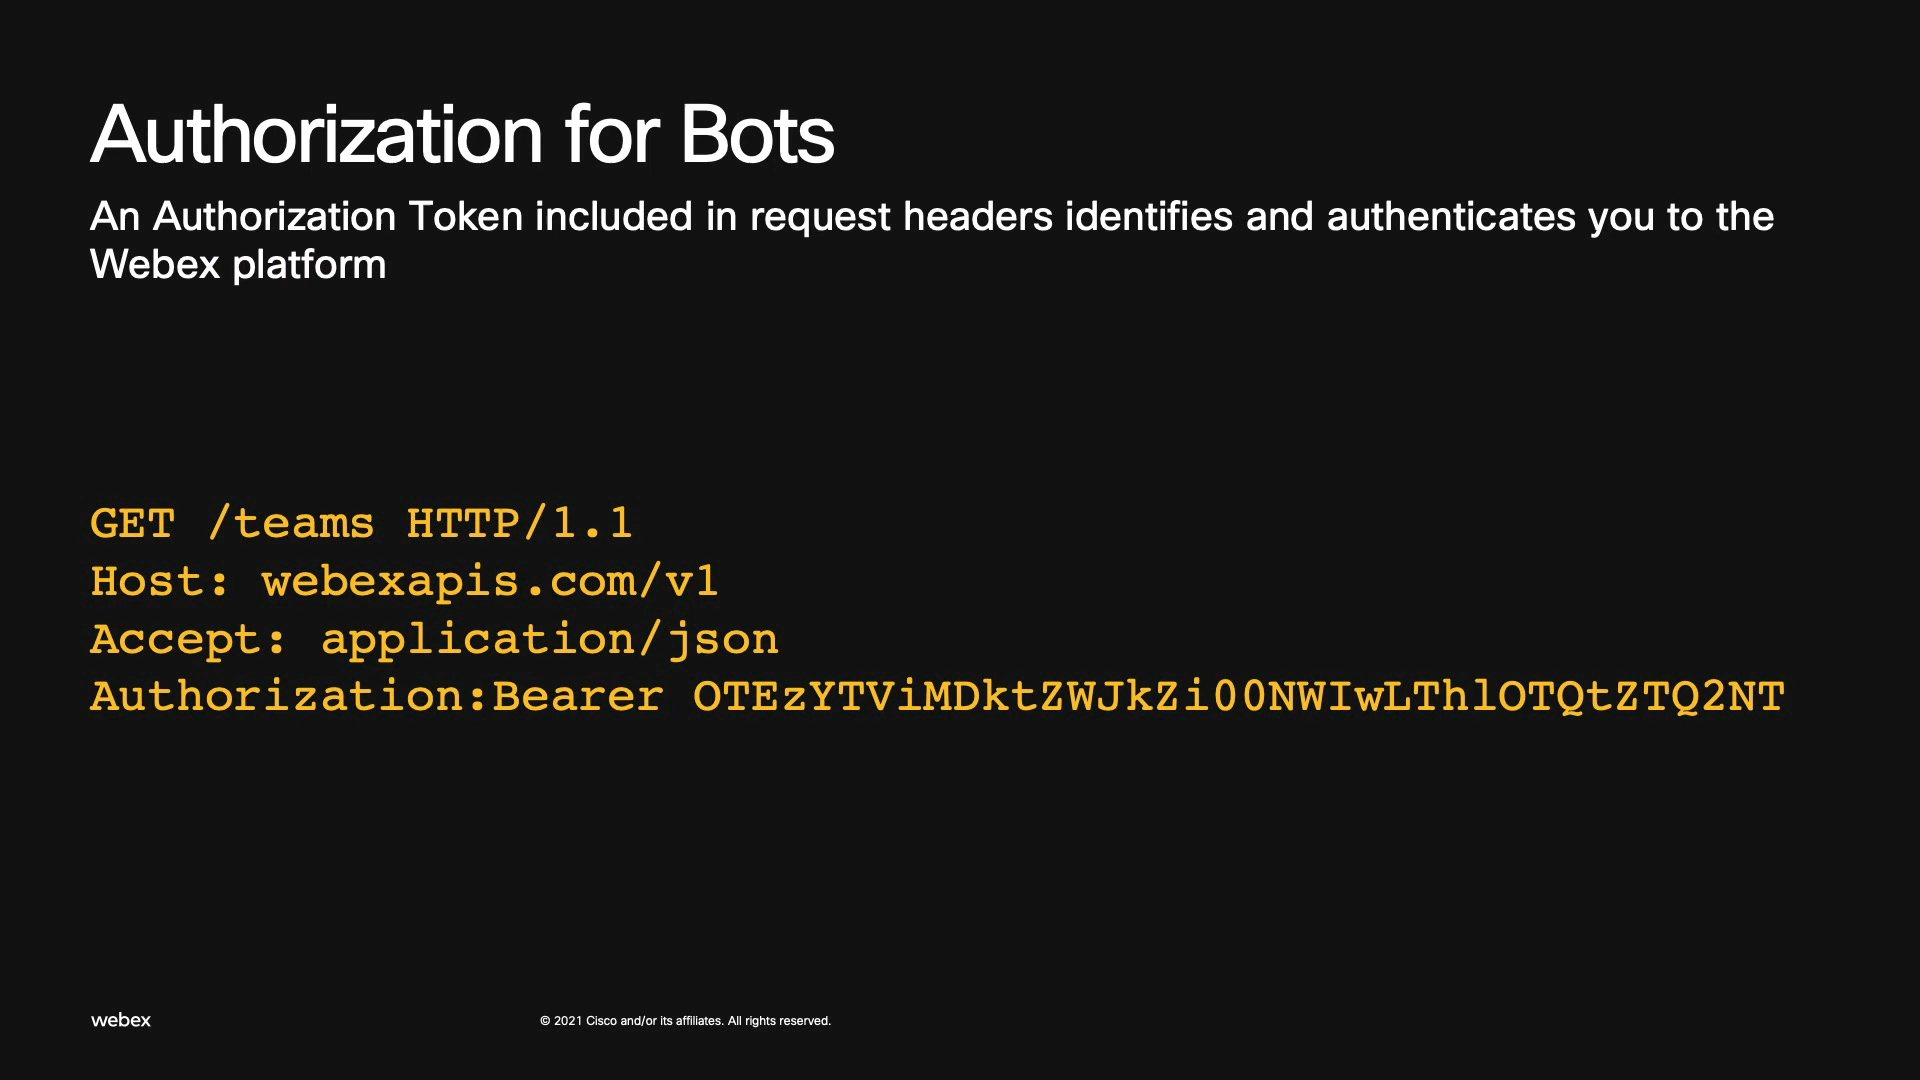 Authorization for Bots
An Authorization Token included in request headers identifies and authenticates you to the
Webex platform
GET /teams HTTP/1.1
Host: webexapis.com/v1
Accept: application/json
Authorization:Bearer OTEzYTViMDktZWJkZi00NWIwLThlOTQtZTQ2NT
webex
© 2021 Cisco and/or its affiliates. All rights reserved.